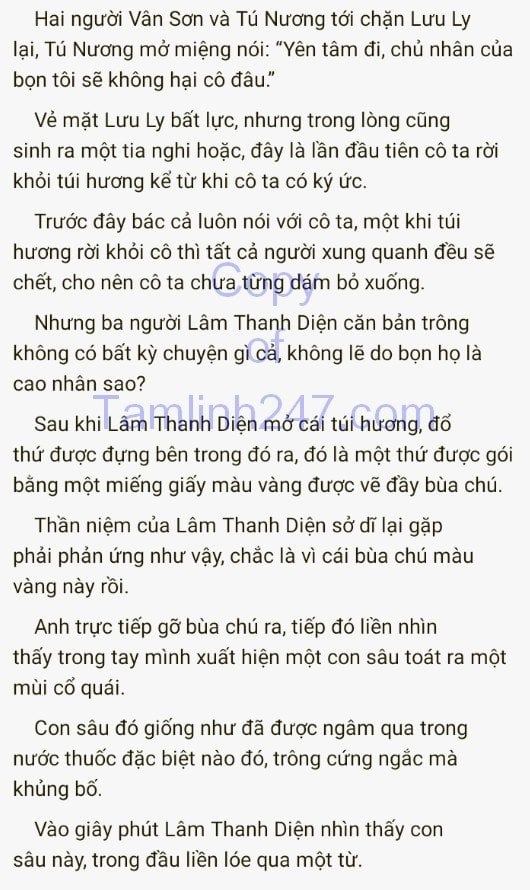 Hai người Vân Sơn và Tú Nương tới chặn Lưu Ly
lại, Tú Nương mở miệng nói: “Yên tâm đi, chủ nhân của
bọn tôi sẽ không hại cô đâu.”
Vẻ mặt Lưu Ly bất lực, nhưng trong lòng cũng
sinh ra một tia nghi hoặc, đây là lần đầu tiên cô ta rời
khỏi túi hương kể từ khi cô ta có ký ức.
Trước đây bác cả luôn nói với cô ta, một khi túi
hương rời khỏi cô thì tất cả người xung quanh đều sẽ
chết, cho nên cô ta chưa từng dám bỏ xuống.
Copy
Nhưng ba người Lâm Thanh Diện căn bản trông
không có bất kỳ chuyện gì cả, không lẽ do bọn họ là
of
cao nhân sao?
Tamlinh247.com
Sau khi Lâm Thanh Diện mở cái túi hương, đổ
thứ được đựng bên trong đó ra, đó là một thứ được gói
bằng một miếng giấy màu vàng được vẽ đầy bùa chú.
Thần niệm của Lâm Thanh Diện sở dĩ lại gặp
phải phản ứng như vậy, chắc là vì cái bùa chú màu
vàng này rồi.
Anh trực tiếp gỡ bùa chú ra, tiếp đó liền nhìn
thấy trong tay mình xuất hiện một con sâu toát ra một
mùi cổ quái.
Con sâu đó giống như đã được ngâm qua trong
nước thuốc đặc biệt nào đó, trông cứng ngắc mà
khủng bố.
Vào giây phút Lâm Thanh Diện nhìn thấy con
sâu này, trong đầu liền lóe qua một từ.